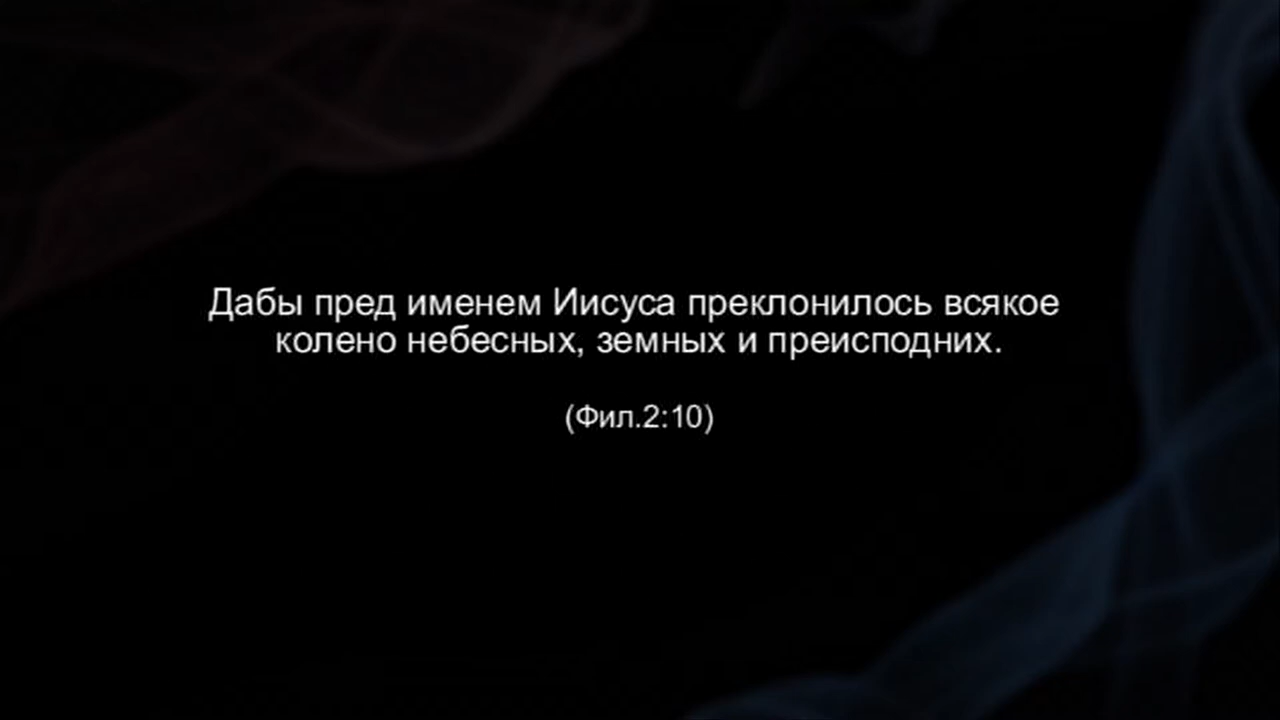 Дабы пред именем Иисуса преклонилось всякое
колено небесных, земных и преисподних.
(Фил.2:10)